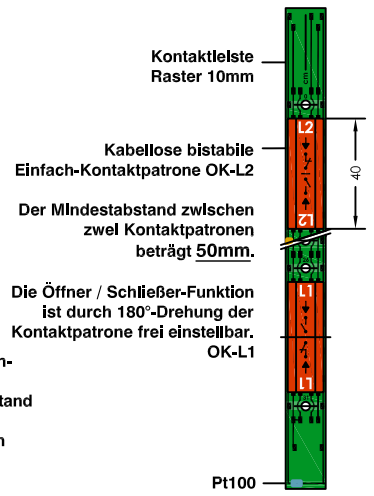 Kontaktleiste
Raster 10mm
cm
L2
Kabellose bistabile
Einfach-Kontaktpatrone OK-L2
40
L2
Der Mindestabstand zwischen
zwei Kontaktpatronen
beträgt 50mm.
Die Öffner / Schließer-Funktion
ist durch 180°-Drehung der
Kontaktpatrone frei einstellbar.
OK-L1
L1
L1
n-
tand
n
Pt100